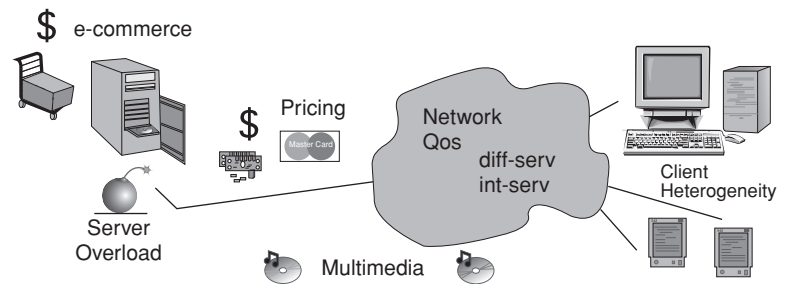 $ e-commerce
$ Pricing
Master Card
Server
Overload
Multimedia
Network
Qos
diff-serv
int-serv
Client
Heterogeneity